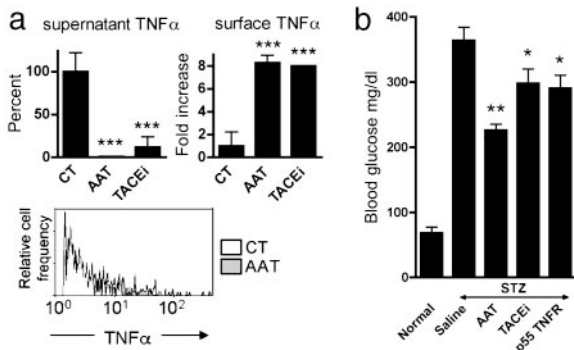 a
supernatant TNFα
surface TNFα
Percent
100
50
0
***
***
CT
AAT
TACEi
Fold increase
8
6
4
2
0
***
***
CT
AAT
TACEi
Relative cell
frequency
10⁰
10¹
10²
TNFα
CT
AAT
b
Blood glucose mg/dl
400
300
200
100
0
**
*
*
Normal
Saline
AAT
TACEi
p55 TNFR
STZ